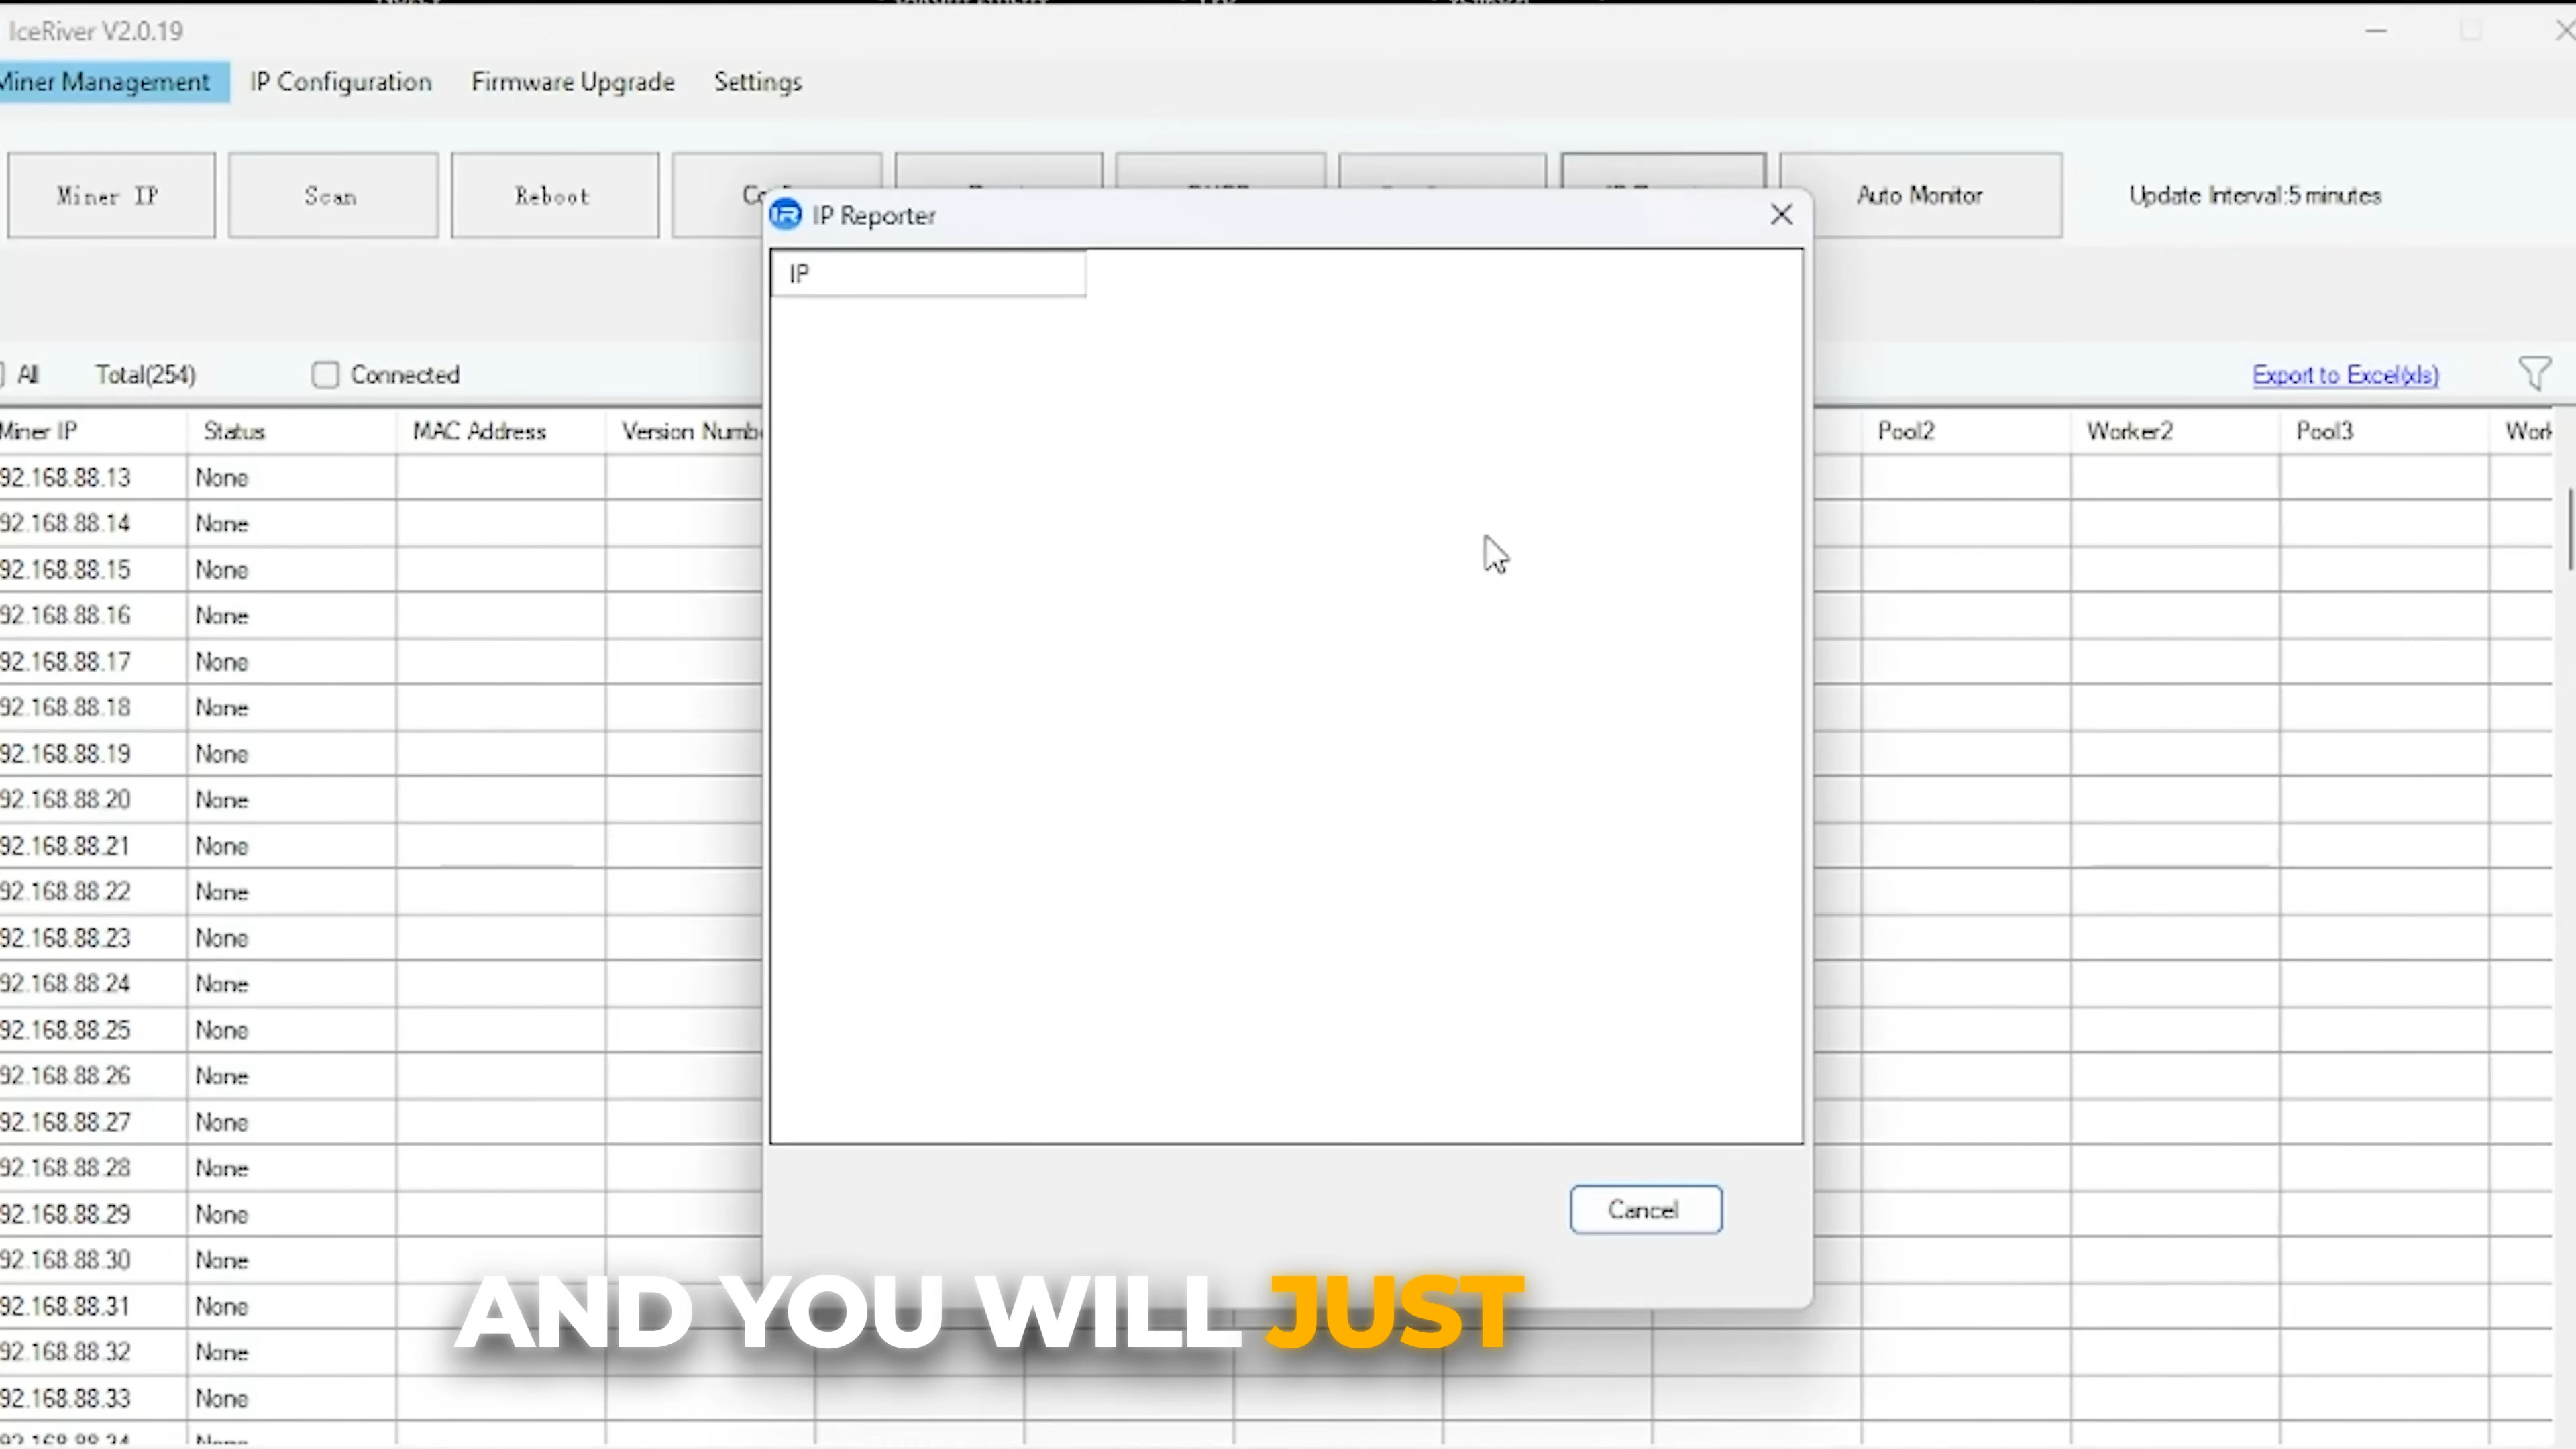 IceRiver V2.0.19
Miner Management IP Configuration Firmware Upgrade Settings
Miner IP Scan Reboot Auto Monitor Update Interval:5 minutes
IP Reporter
IP
All Total(254) Connected Export to Excel(xls)
Miner IP Status MAC Address Version Numbe Pool2 Worker2 Pool3 Work
92.168.88.13 None
92.168.88.14 None
92.168.88.15 None
92.168.88.16 None
92.168.88.17 None
92.168.88.18 None
92.168.88.19 None
92.168.88.20 None
92.168.88.21 None
92.168.88.22 None
92.168.88.23 None
92.168.88.24 None
92.168.88.25 None
92.168.88.26 None
92.168.88.27 None
92.168.88.28 None
92.168.88.29 None
Cancel
92.168.88.30 None
92.168.88.31 None
AND YOU WILL JUST
92.168.88.32 None
92.168.88.33 None